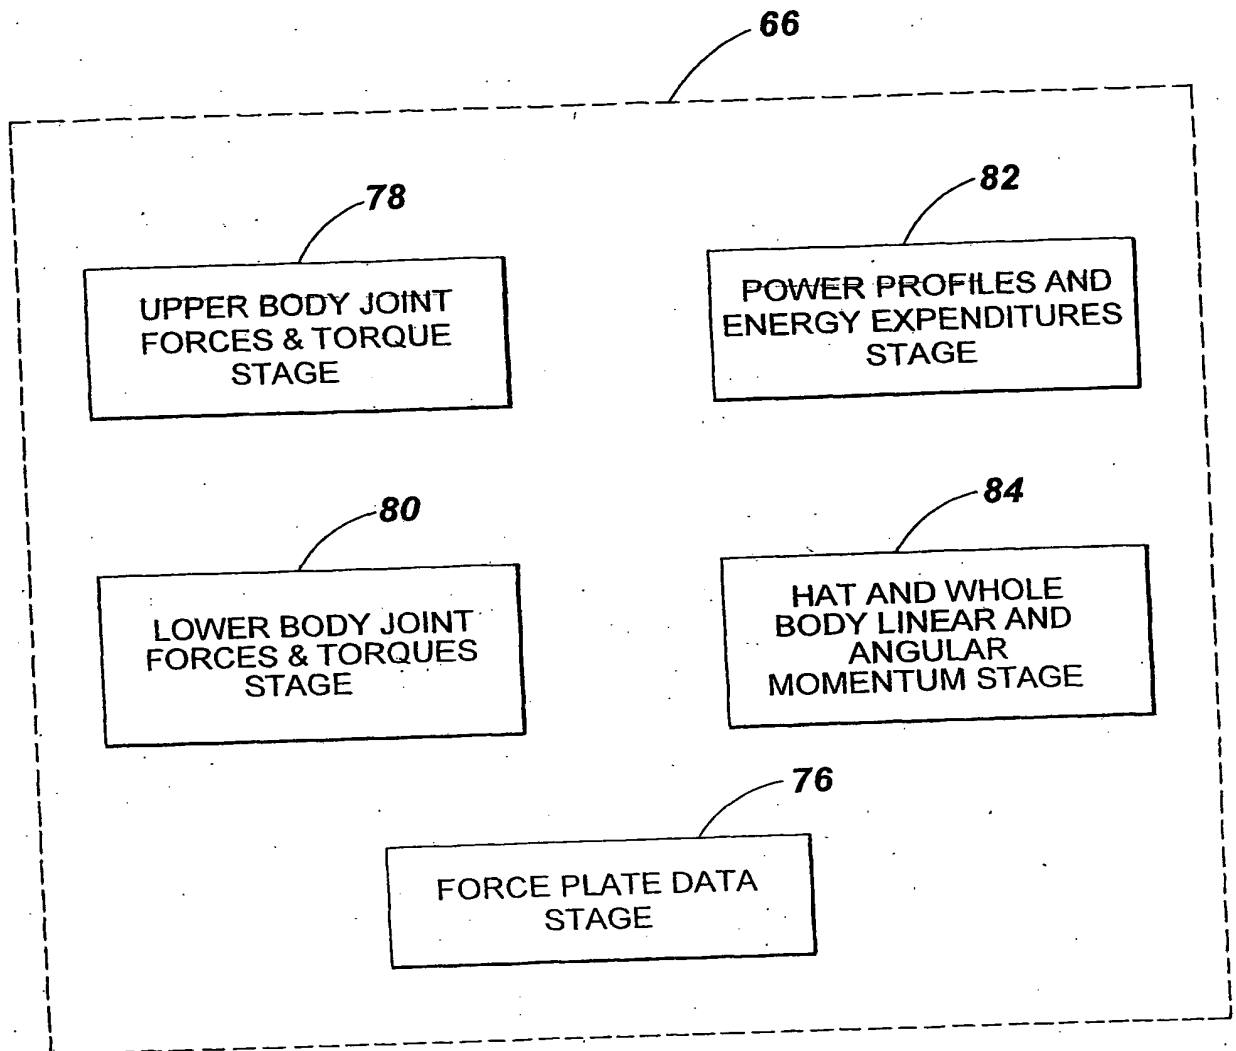 66
78
UPPER BODY JOINT
FORCES & TORQUE
STAGE
82
POWER PROFILES AND
ENERGY EXPENDITURES
STAGE
80
LOWER BODY JOINT
FORCES & TORQUES
STAGE
84
HAT AND WHOLE
BODY LINEAR AND
ANGULAR
MOMENTUM STAGE
76
FORCE PLATE DATA
STAGE